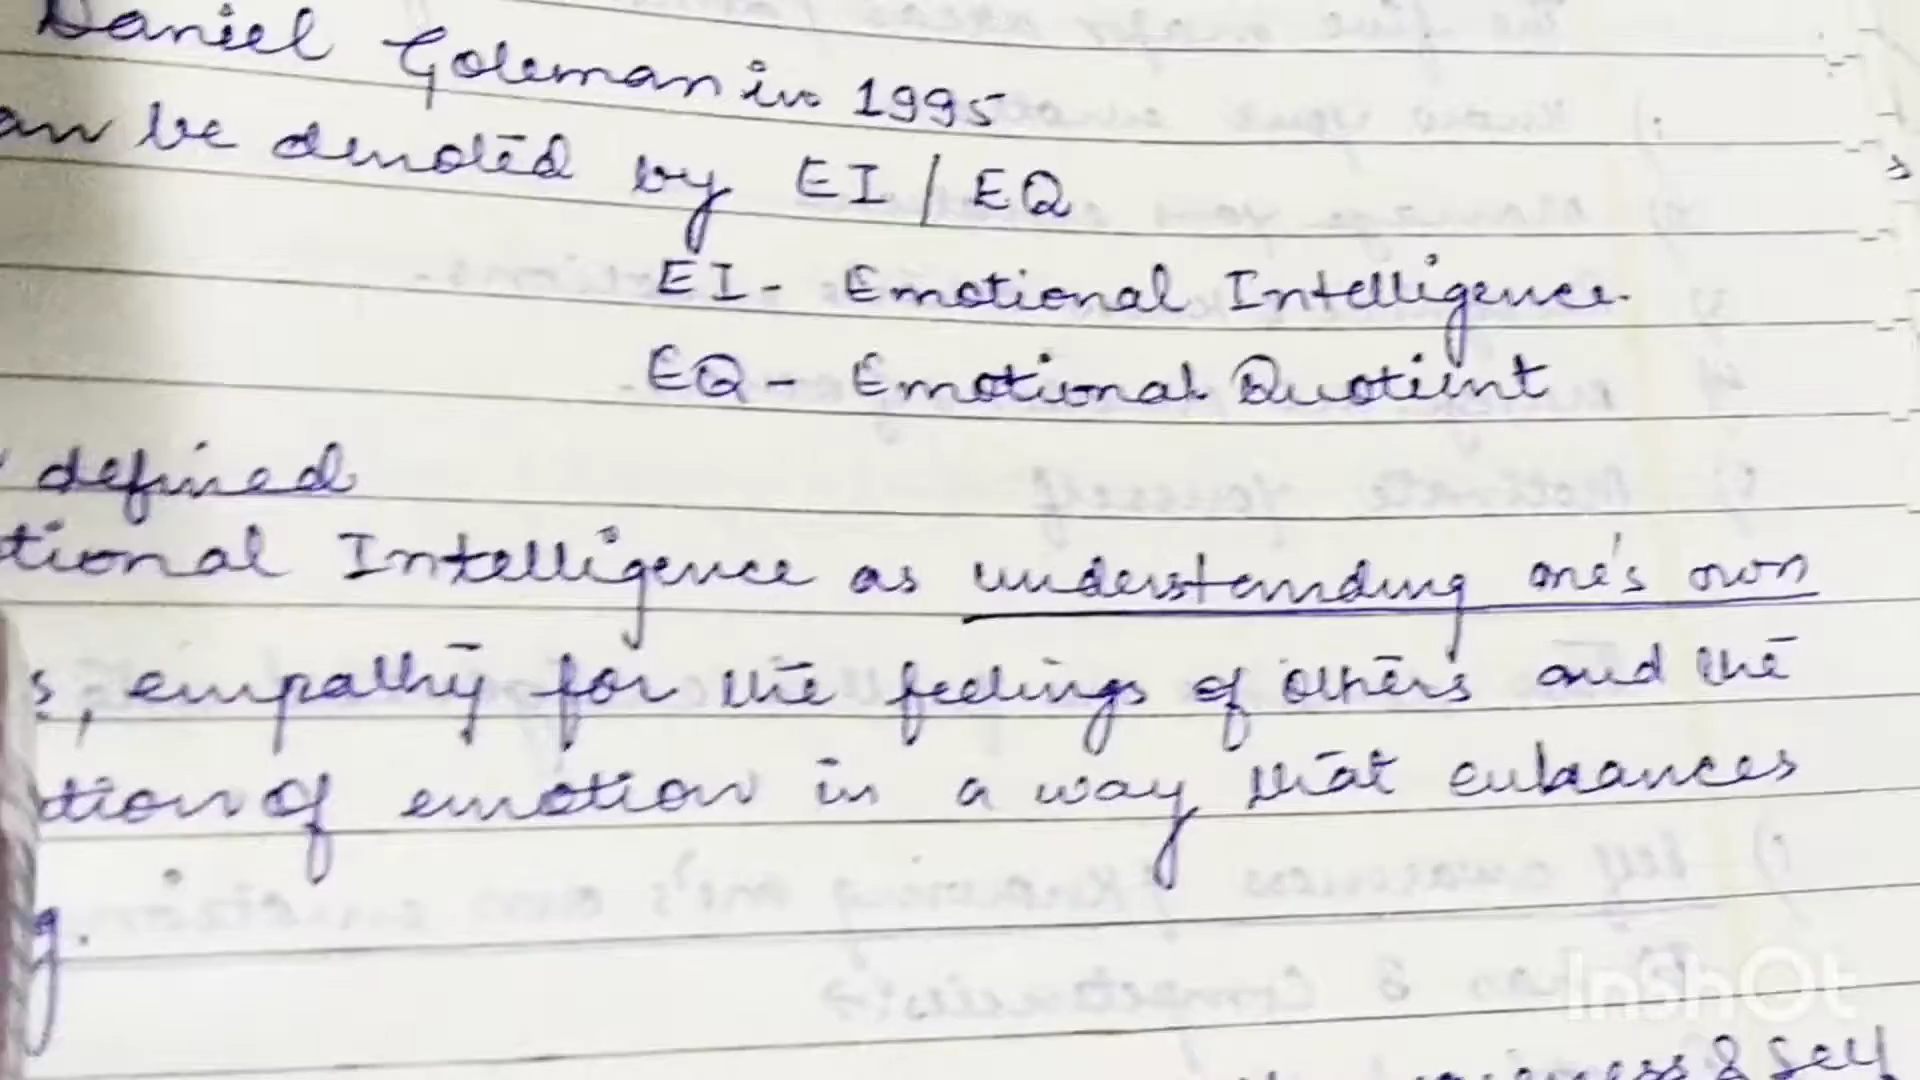 Daniel Goleman in 1995
an be denoted by EI / EQ
EI - Emotional Intelligence.
EQ - Emotional Quotient
defined
tional Intelligence as understanding one's own
s, empathy for the feelings of others and the
tion of emotion in a way that enhances
g.
InShOt
& Self